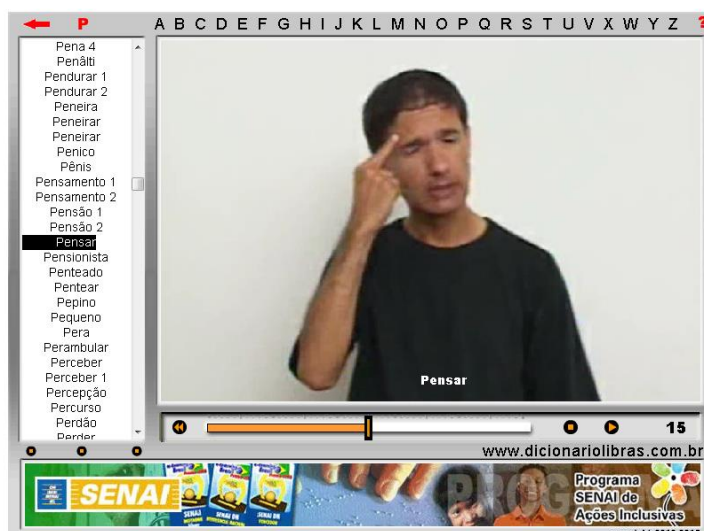 P A B C D E F G H I J K L M N O P Q R S T U V X W Y Z ?
Pena 4
Penâlti
Pendurar 1
Pendurar 2
Peneira
Peneirar
Peneirar
Penico
Pênis
Pensamento 1
Pensamento 2
Pensão 1
Pensão 2
Pensar
Pensionista
Penteado
Pentear
Pepino
Pequeno
Pera
Perambular
Perceber
Perceber 1
Percepção
Percurso
Perdão
Perder
Pensar
15
www.dicionariolibras.com.br
SENAI
Programa
SENAI de
Ações Inclusivas